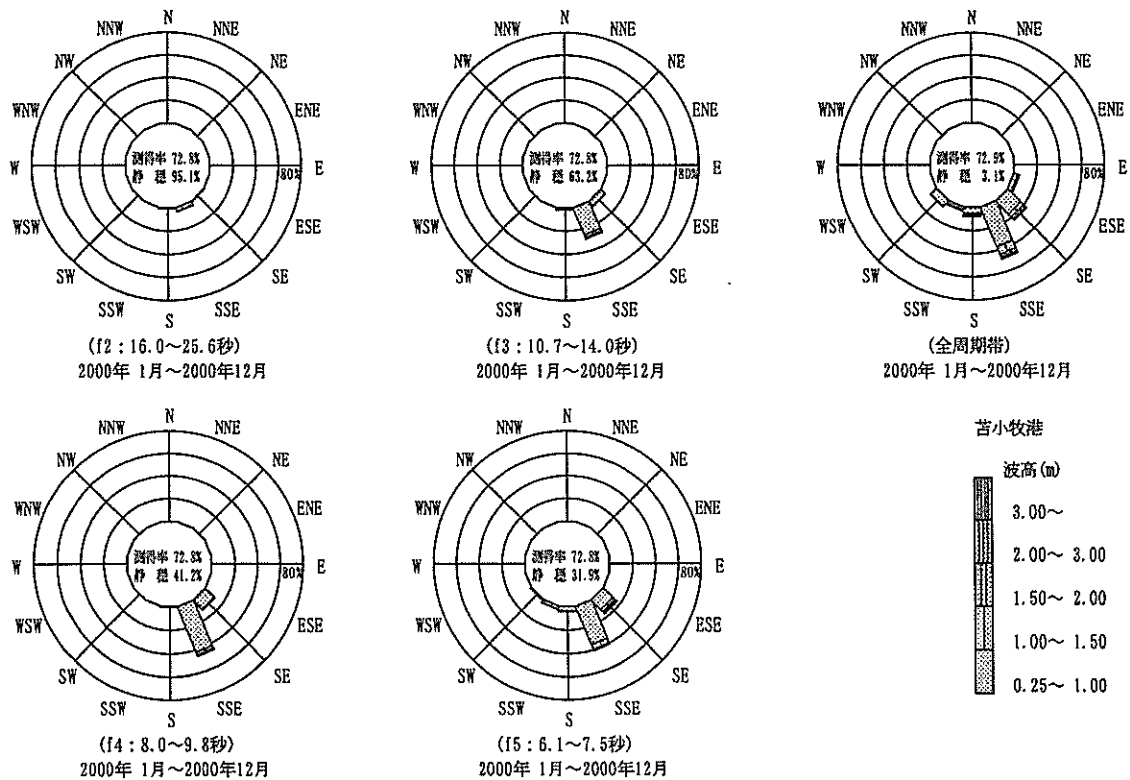 N
NNW NNE
NW NE
WNW ENE
W E
80%
測得率 72.8%
静 穏 95.1%
WSW ESE
SW SE
SSW SSE
S
(f2：16.0～25.6秒)
2000年 1月～2000年12月
N
NNW NNE
NW NE
WNW ENE
W E
80%
測得率 72.8%
静 穏 63.2%
WSW ESE
SW SE
SSW SSE
S
(f3：10.7～14.0秒)
2000年 1月～2000年12月
N
NNW NNE
NW NE
WNW ENE
W E
80%
測得率 72.9%
静 穏 3.1%
WSW ESE
SW SE
SSW SSE
S
(全周期帯)
2000年 1月～2000年12月
N
NNW NNE
NW NE
WNW ENE
W E
80%
測得率 72.8%
静 穏 41.2%
WSW ESE
SW SE
SSW SSE
S
(f4：8.0～9.8秒)
2000年 1月～2000年12月
N
NNW NNE
NW NE
WNW ENE
W E
80%
測得率 72.8%
静 穏 31.9%
WSW ESE
SW SE
SSW SSE
S
(f5：6.1～7.5秒)
2000年 1月～2000年12月
苫小牧港
波高(m)
3.00～
2.00～ 3.00
1.50～ 2.00
1.00～ 1.50
0.25～ 1.00